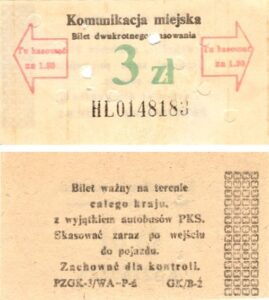 Komunikacja miejska
Bilet dwukrotnego kasowania
Tu kasować
za 1.50
3 zł
Tu kasować
za 1.50
HL0148183
Bilet ważny na terenie
całego kraju,
z wyjątkiem autobusów PKS.
Skasować zaraz po wejściu
do pojazdu.
Zachować dla kontroli.
PZGK-3/WA-P-6 GK/B-2